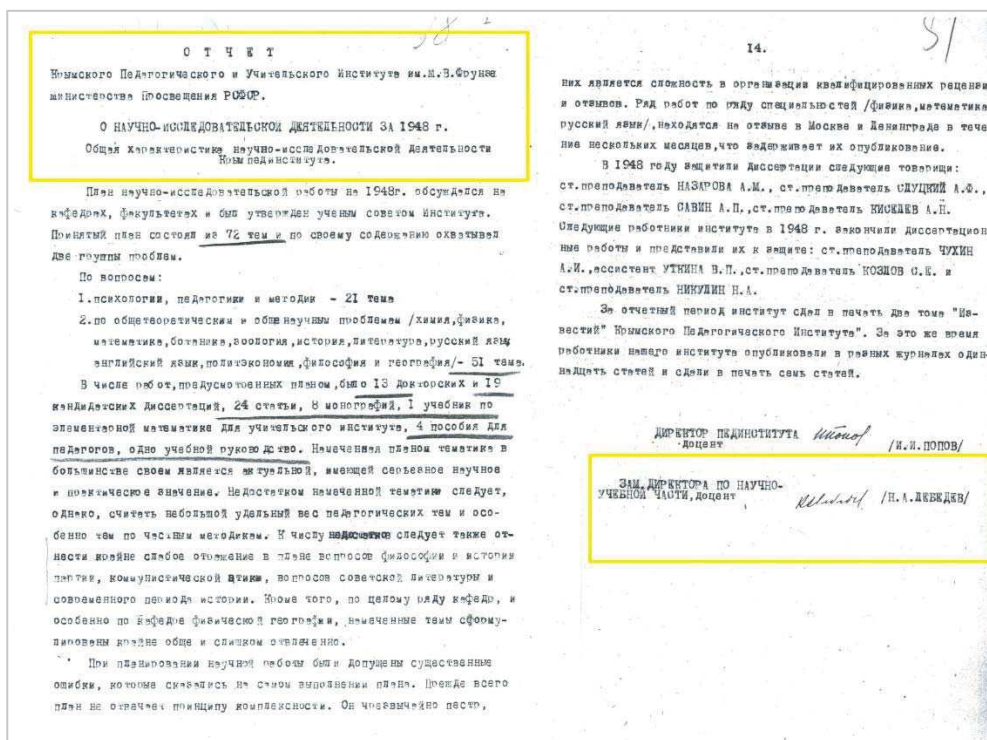 О Т Ч Е Т
Крымского Педагогического и Учительского Института им.М.В.Фрунзе
министерства Просвещения РСФСР.
О НАУЧНО-ИССЛЕДОВАТЕЛЬСКОЙ ДЕЯТЕЛЬНОСТИ ЗА 1948 г.
Общая характеристика научно-исследовательской деятельности
Крымпединститута.
План научно-исследовательской работы на 1948г. обсуждался на
кафедрах, факультетах и был утвержден ученым советом Института.
Принятый план состоял из 72 тем и по своему содержанию охватывал
две группы проблем.
По вопросам:
1.психологии, педагогики и методик - 21 тема
2.по общетеоретическим и общенаучным проблемам /химия,физика,
математика,ботаника,зоология,история,литература,русский язык,
английский язык,политэкономия,философия и география/- 51 тема.
В числе работ,предусмотенных планом,было 13 докторских и 19
кандидатских диссертаций, 24 статьи, 8 монографий, 1 учебник по
элементарной математике для учительского института, 4 пособия для
педагогов, одно учебной руководство. Намеченная планом тематика в
большинстве своем является актуальной, имеющей серьезное научное
и практическое значение. Недостатком намеченной тематики следует,
однако, считать небольшой удельный вес педагогических тем и осо-
бенно тем по частным методикам. К числу недостатков следует также от-
нести крайне слабое отражение в плане вопросов философии и истории
партии, коммунистической этики, вопросов советской литературы и
современного периода истории. Кроме того, по целому ряду кафедр, и
особенно по кафедре физической географии, намеченные темы сформу-
лированы крайне обще и слишком отвлеченно.
При планировании научной работы были допущены существенные
ошибки, которые сказались на самом выполнении плана. Прежде всего
план не отвечает принципу комплексности. Он чрезвычайно пестр,
14.
них является сложность в организации квалифицированных рецензи
и отзывов. Ряд работ по ряду специальностей /физика,математика
русский язык/,находятся на отзыве в Москве и Ленинграде в тече
ние нескольких месяцев,что задерживает их опубликование.
В 1948 году защитили диссертации следующие товарищи:
ст.преподаватель НАЗАРОВА А.М., ст.преподаватель СЛУЦКИЙ А.Ф.,
ст.преподаватель САВИН А.П.,ст.преподаватель КИСЕЛЕВ А.Н.
Следующие работники института в 1948 г. закончили диссертацион
ные работы и представили их к защите: ст.преподаватель ЧУХИН
А.И.,ассистент УТКИНА В.П.,ст.преподаватель КОЗЛОВ С.К. и
ст.преподаватель НИКУЛИН Н.А.
За отчетный период институт сдал в печать два тома "Из-
вестий" Крымского Педагогического Института". За это же время
работники нашего института опубликовали в разных журналах один-
надцать статей и сдали в печать семь статей.
ДИРЕКТОР ПЕДИНСТИТУТА
доцент /И.И.ПОПОВ/
ЗАМ.ДИРЕКТОРА ПО НАУЧНО-
УЧЕБНОЙ ЧАСТИ,доцент /Н.А.ЛЕБЕДЕВ/